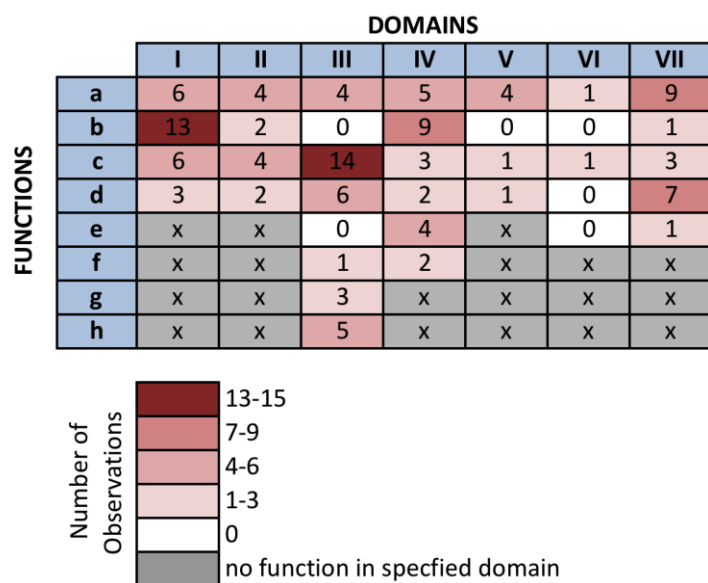 DOMAINS
I II III IV V VI VII
FUNCTIONS
a 6 4 4 5 4 1 9
b 13 2 0 9 0 0 1
c 6 4 14 3 1 1 3
d 3 2 6 2 1 0 7
e x x 0 4 x 0 1
f x x 1 2 x x x
g x x 3 x x x x
h x x 5 x x x x
Number of
Observations
13-15
7-9
4-6
1-3
0
no function in specfied domain